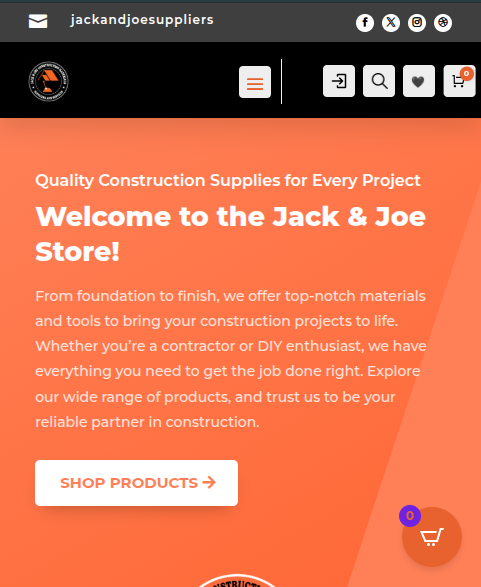 jackandjoesuppliers
0
Quality Construction Supplies for Every Project
Welcome to the Jack & Joe
Store!
From foundation to finish, we offer top-notch materials
and tools to bring your construction projects to life.
Whether you're a contractor or DIY enthusiast, we have
everything you need to get the job done right. Explore
our wide range of products, and trust us to be your
reliable partner in construction.
SHOP PRODUCTS →
0